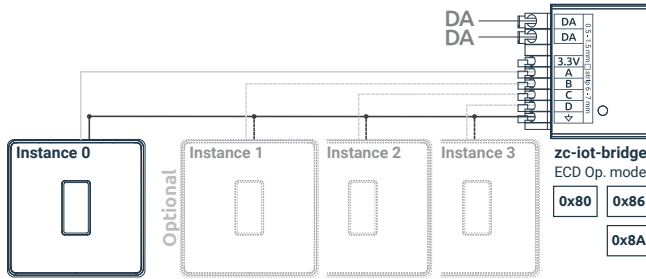 DA
DA
DA
DA
3.3V
A
B
C
D
0.5 - 1.5 mm² strip 6 - 7 mm
Instance 0
Optional
Instance 1
Instance 2
Instance 3
zc-iot-bridge
ECD Op. mode
0x80
0x86
0x8A